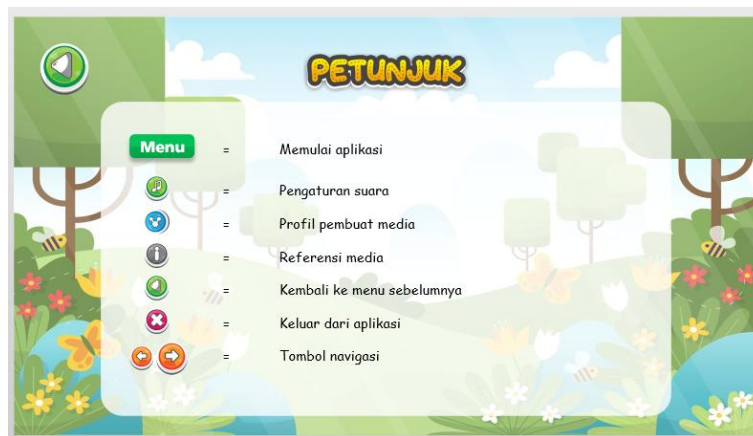 PETUNJUK
Menu = Memulai aplikasi
= Pengaturan suara
= Profil pembuat media
= Referensi media
= Kembali ke menu sebelumnya
= Keluar dari aplikasi
= Tombol navigasi